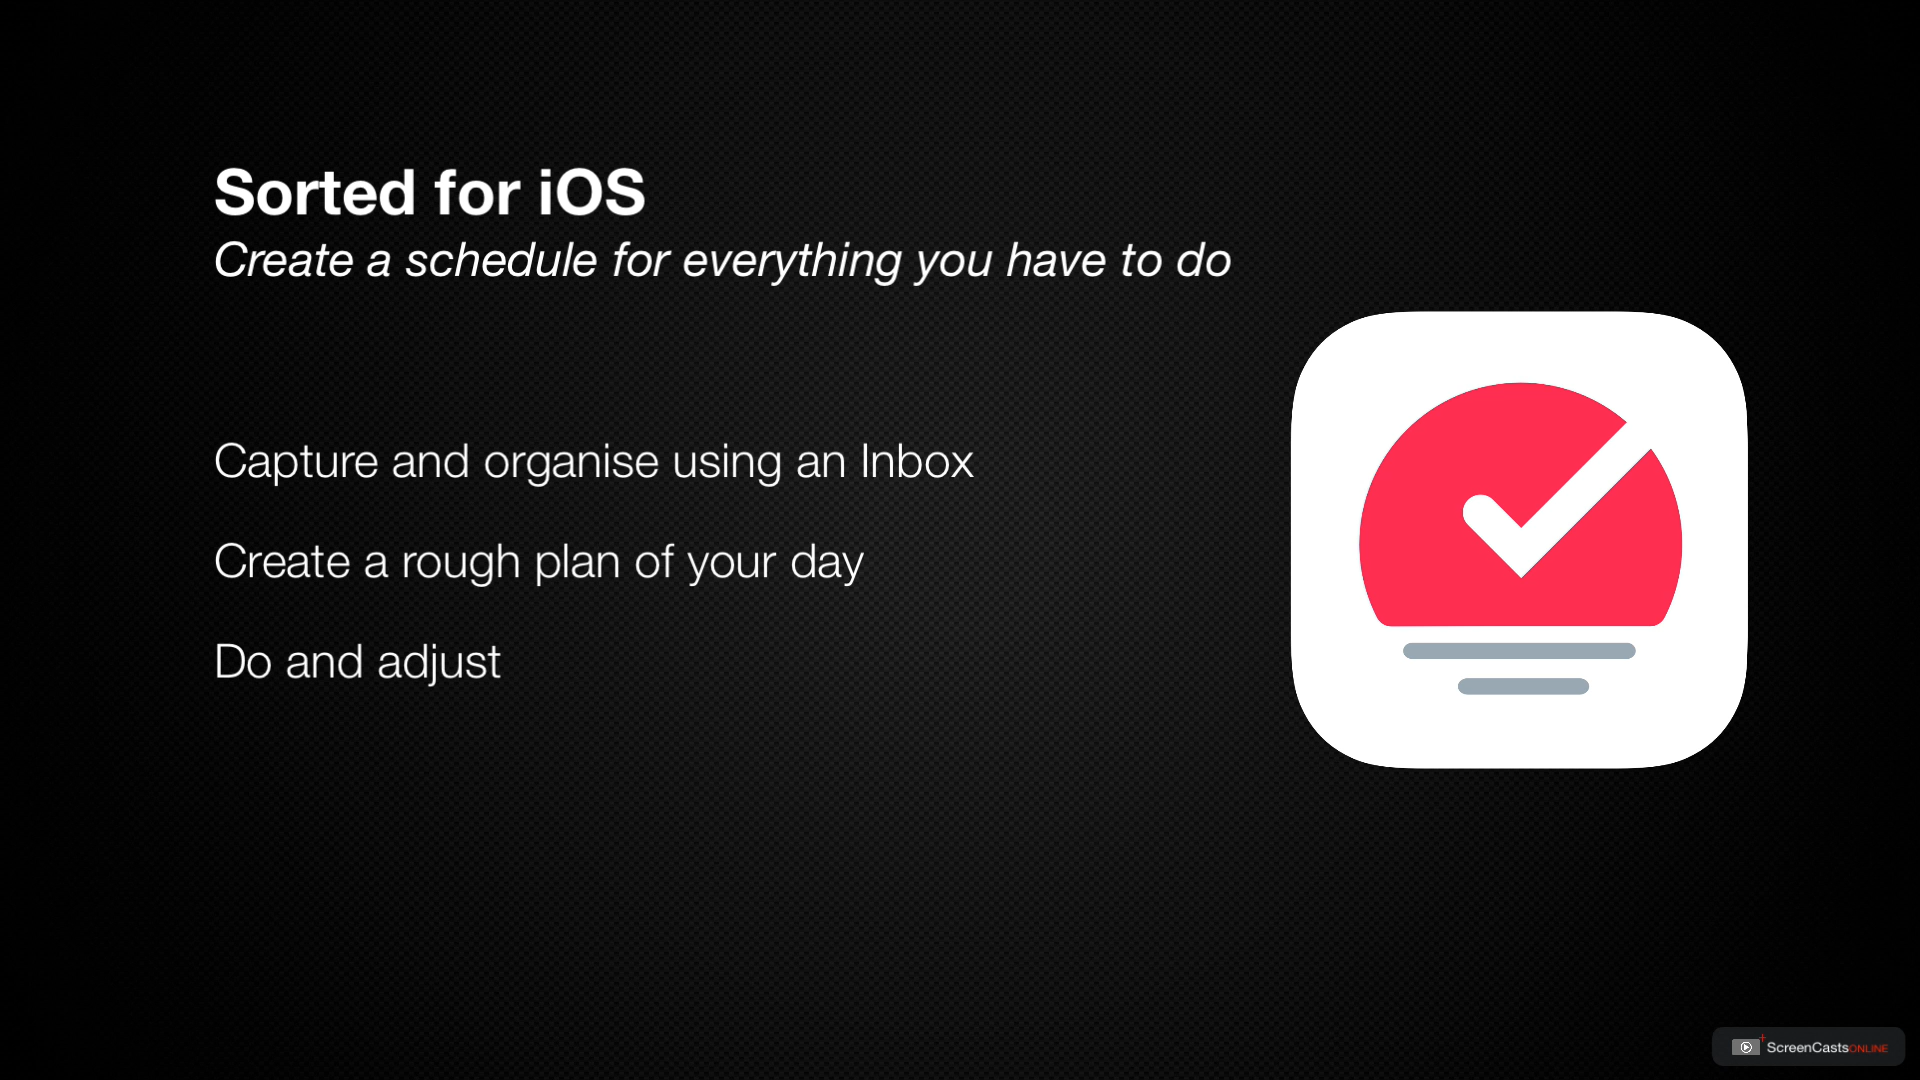 Sorted for iOS
Create a schedule for everything you have to do
Capture and organise using an Inbox
Create a rough plan of your day
Do and adjust
ScreenCastsONLINE